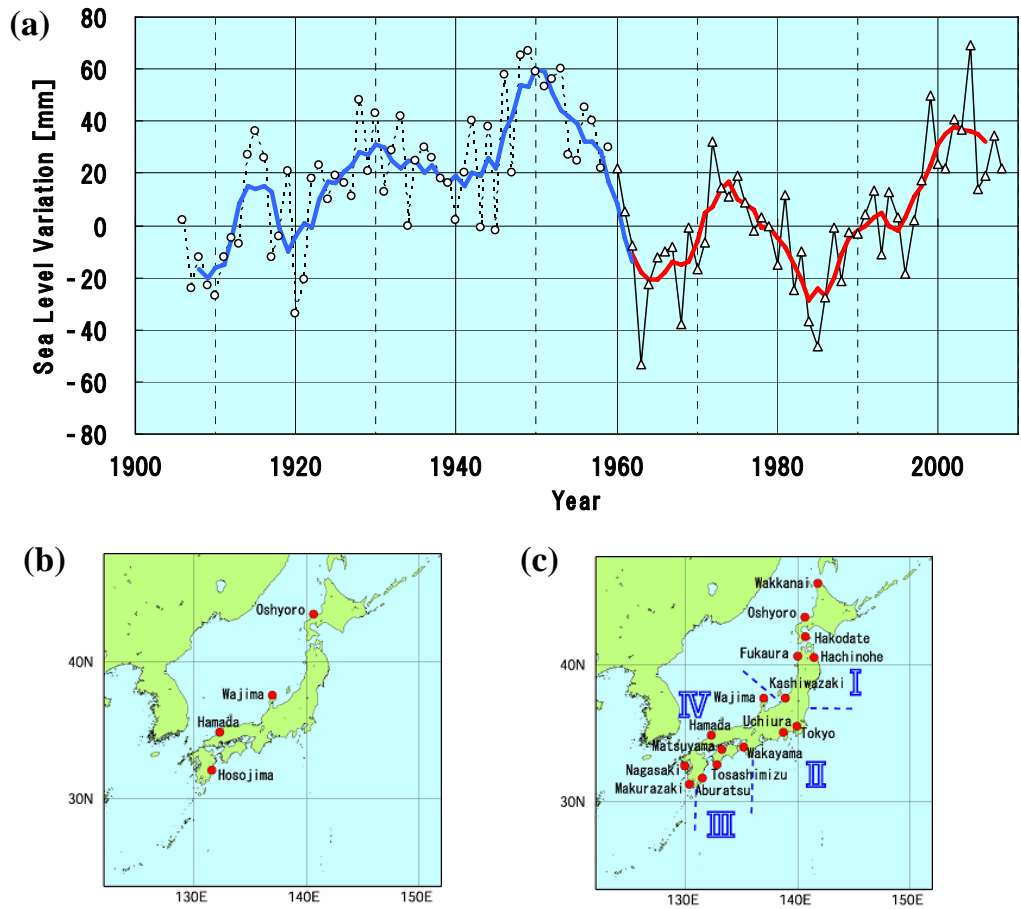 (a)
80
60
40
20
0
-20
-40
-60
-80
Sea Level Variation [mm]
1900 1920 1940 1960 1980 2000
Year
(b)
Oshyoro
40N
Wajima
Hamada
Hosojima
30N
130E 140E 150E
(c)
Wakkanai
Oshyoro
Hakodate
40N
Fukaura
Hachinohe
Kashiwazaki
I
IV
Wajima
Uchiura
Hamada
Tokyo
Matsuyama
Wakayama
Nagasaki
Tosashimizu
II
Makurazaki
Aburatsu
30N
III
130E 140E 150E